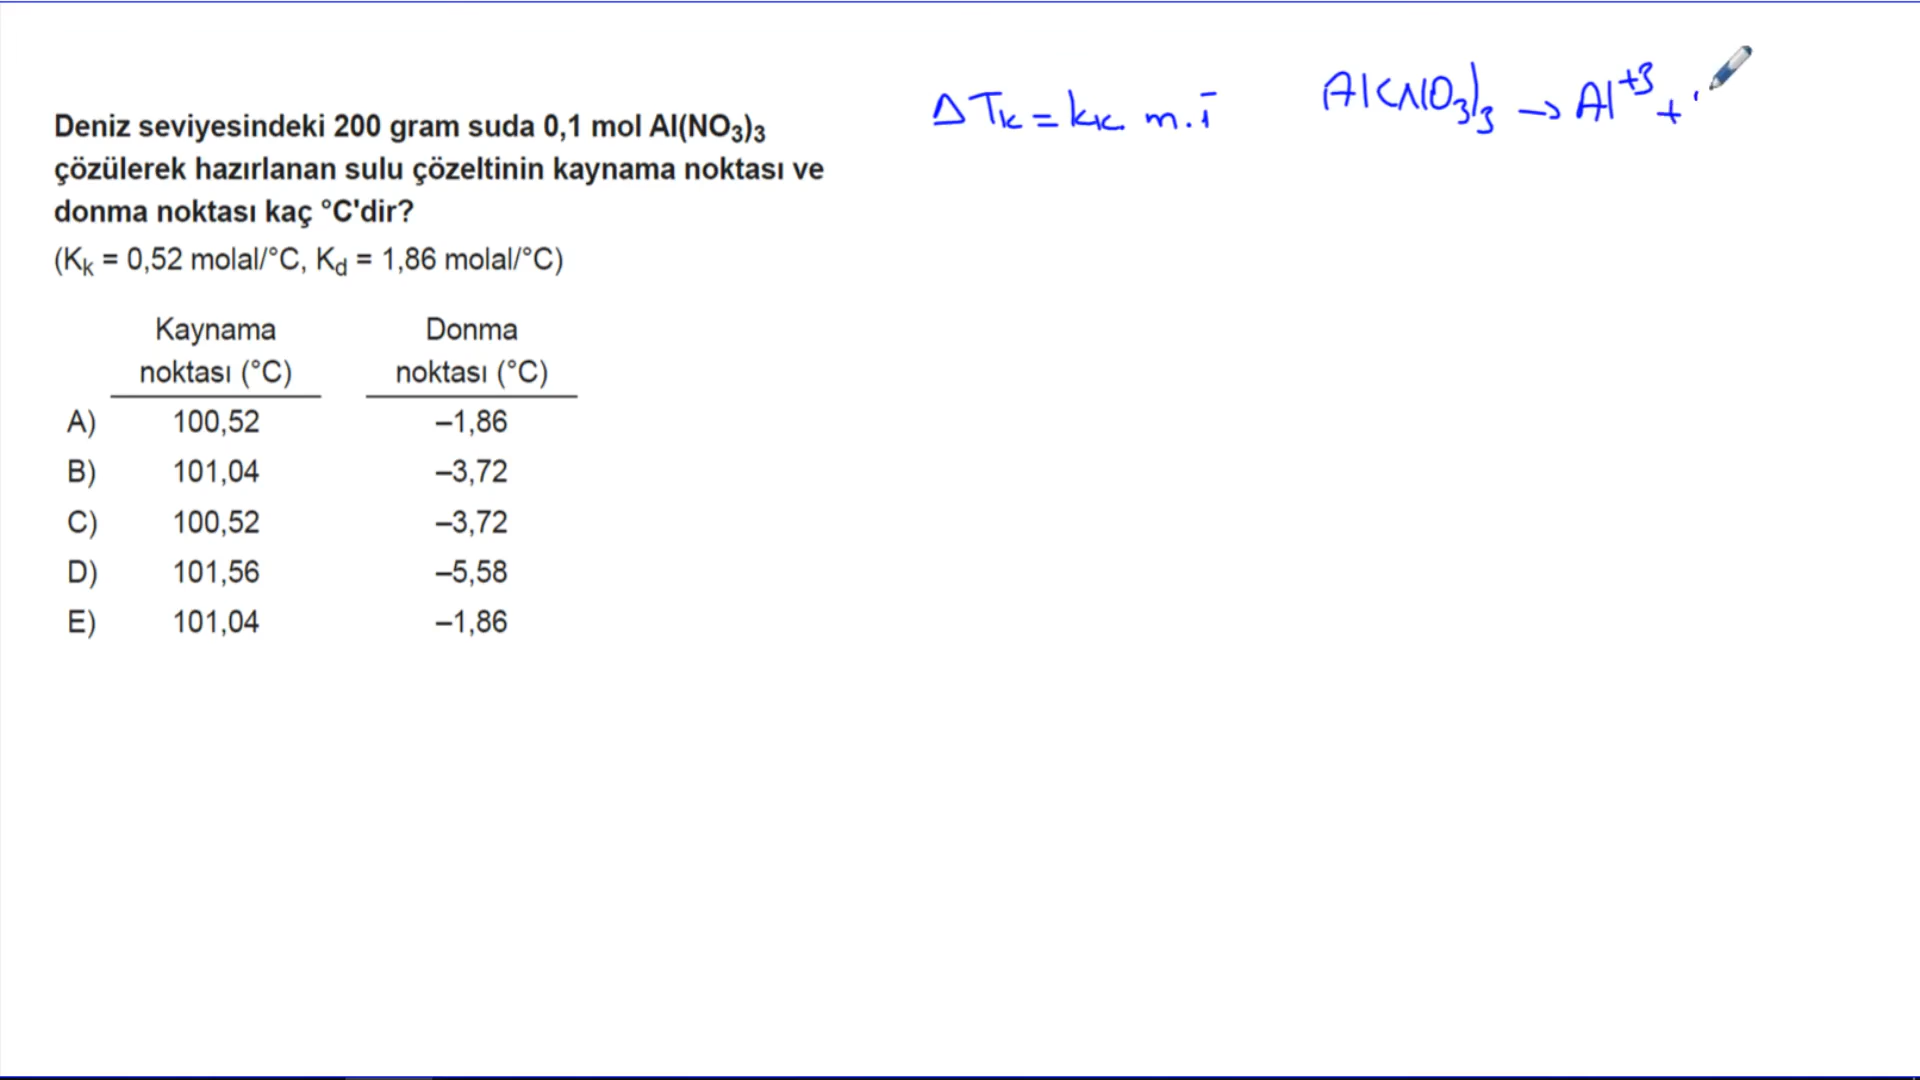 Deniz seviyesindeki 200 gram suda 0,1 mol Al(NO₃)₃
çözülerek hazırlanan sulu çözeltinin kaynama noktası ve
donma noktası kaç °C'dir?
(Kk = 0,52 molal/°C, Kd = 1,86 molal/°C)
Kaynama noktası (°C) Donma noktası (°C)
A) 100,52 –1,86
B) 101,04 –3,72
C) 100,52 –3,72
D) 101,56 –5,58
E) 101,04 –1,86
ΔTk = kk. m.i
Al(NO₃)₃ → Al⁺³ +